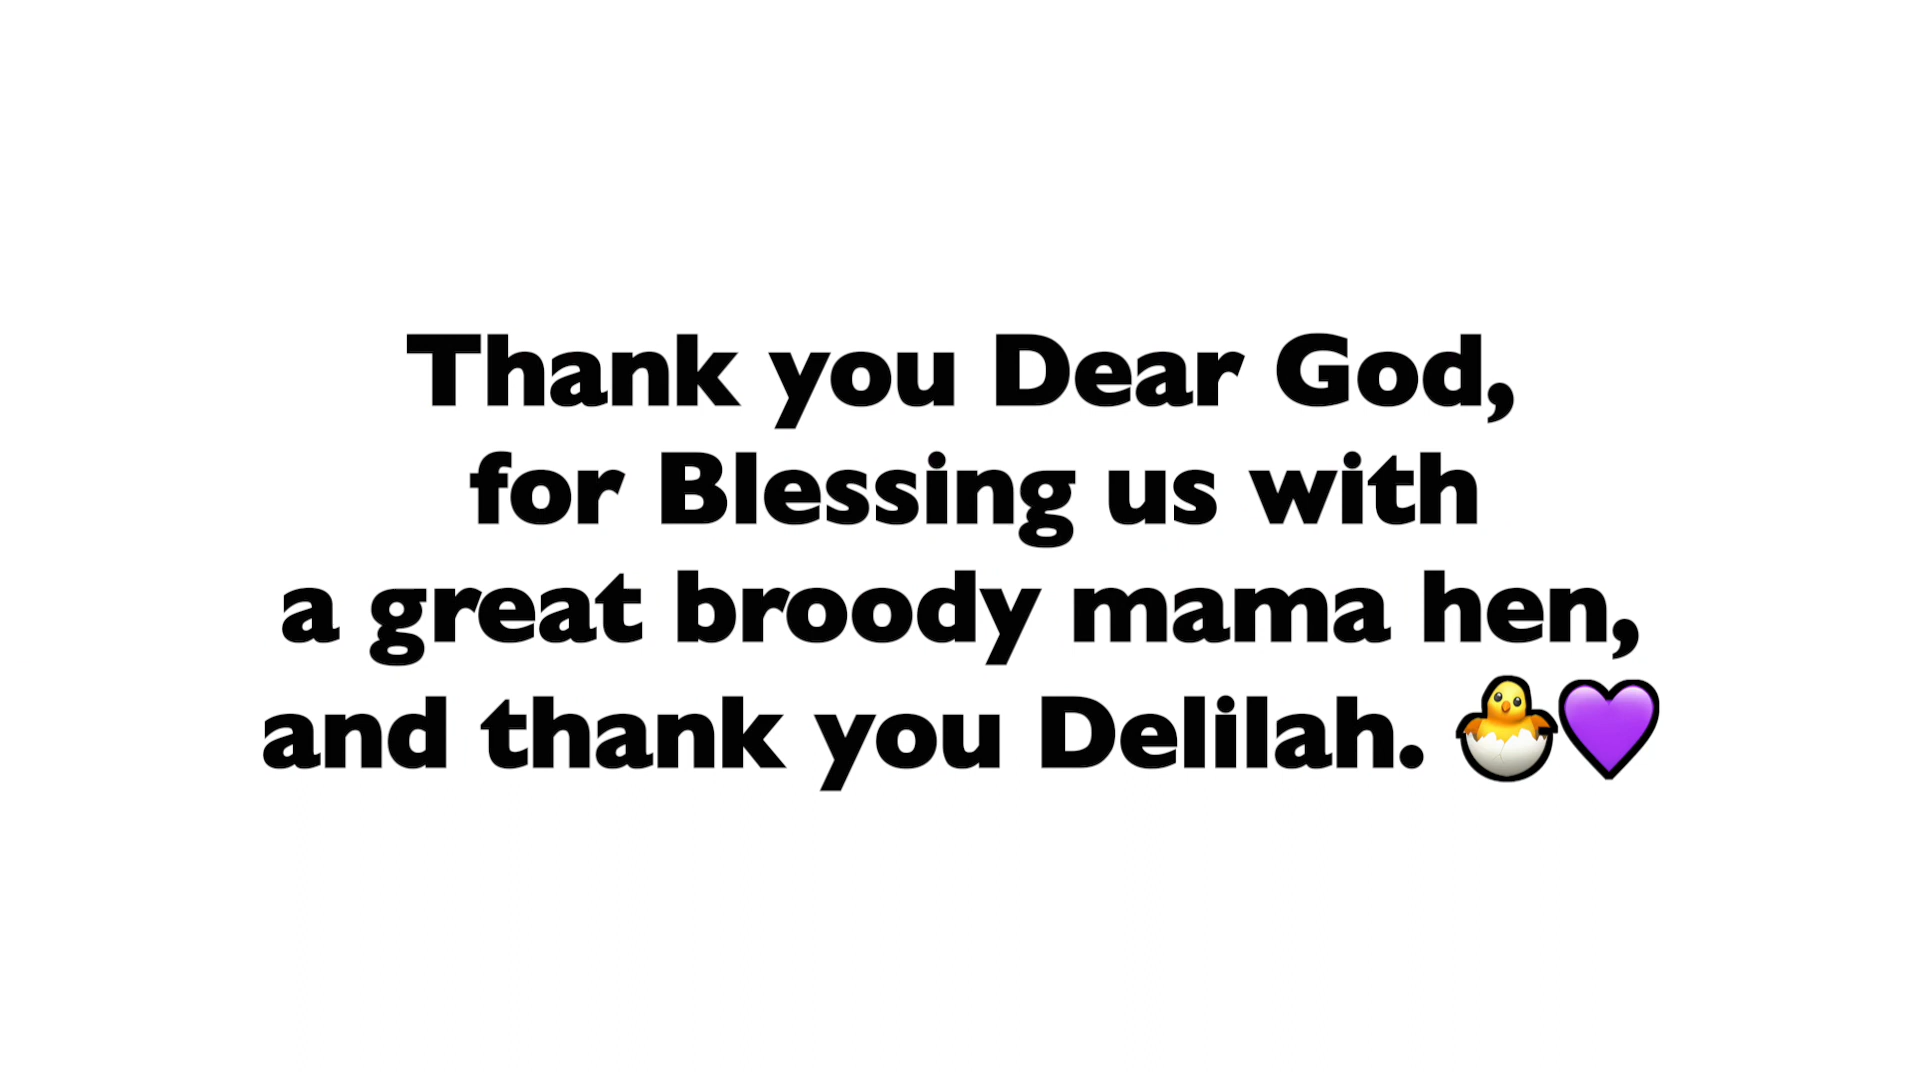 Thank you Dear God,
for Blessing us with
a great broody mama hen,
and thank you Delilah. 🐣💜